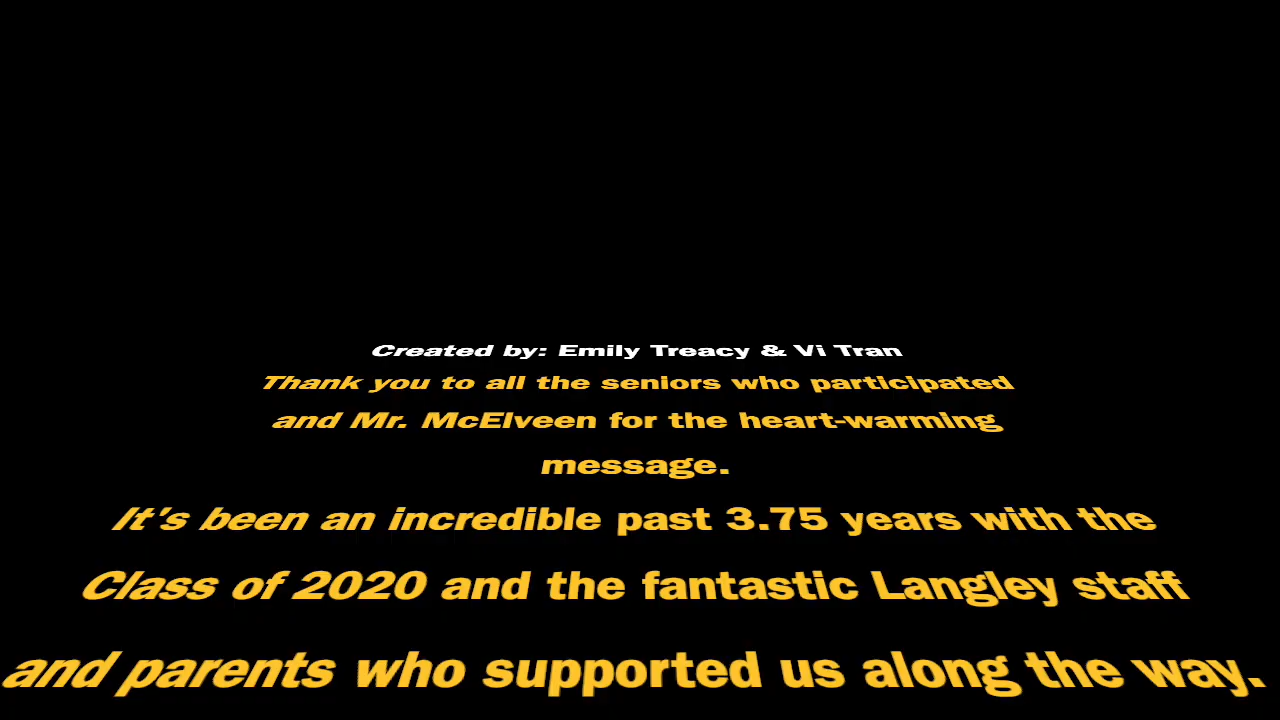 Created by: Emily Treacy & Vi Tran
Thank you to all the seniors who participated
and Mr. McElveen for the heart-warming
message.
It's been an incredible past 3.75 years with the
Class of 2020 and the fantastic Langley staff
and parents who supported us along the way.